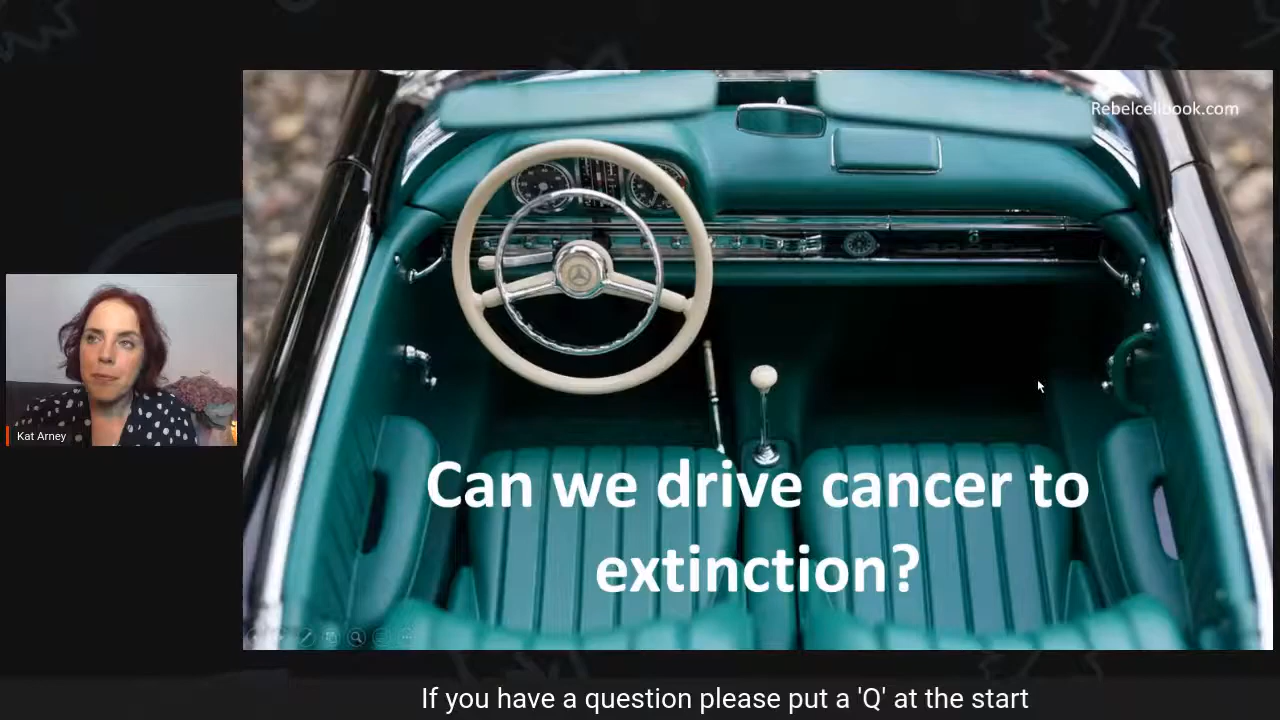 Rebelcellbook.com
Kat Arney
Can we drive cancer to
extinction?
If you have a question please put a 'Q' at the start